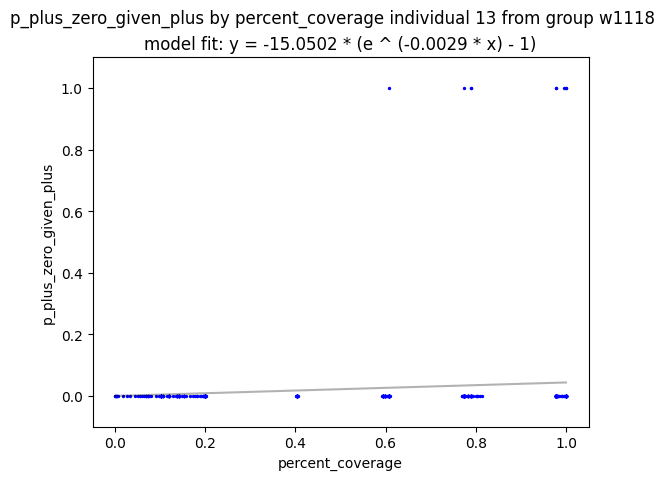 p_plus_zero_given_plus by percent_coverage individual 13 from group w1118
model fit: y = -15.0502 * (e ^ (-0.0029 * x) - 1)
1.0
0.8
0.6
0.4
0.2
0.0
p_plus_zero_given_plus
0.0 0.2 0.4 0.6 0.8 1.0
percent_coverage